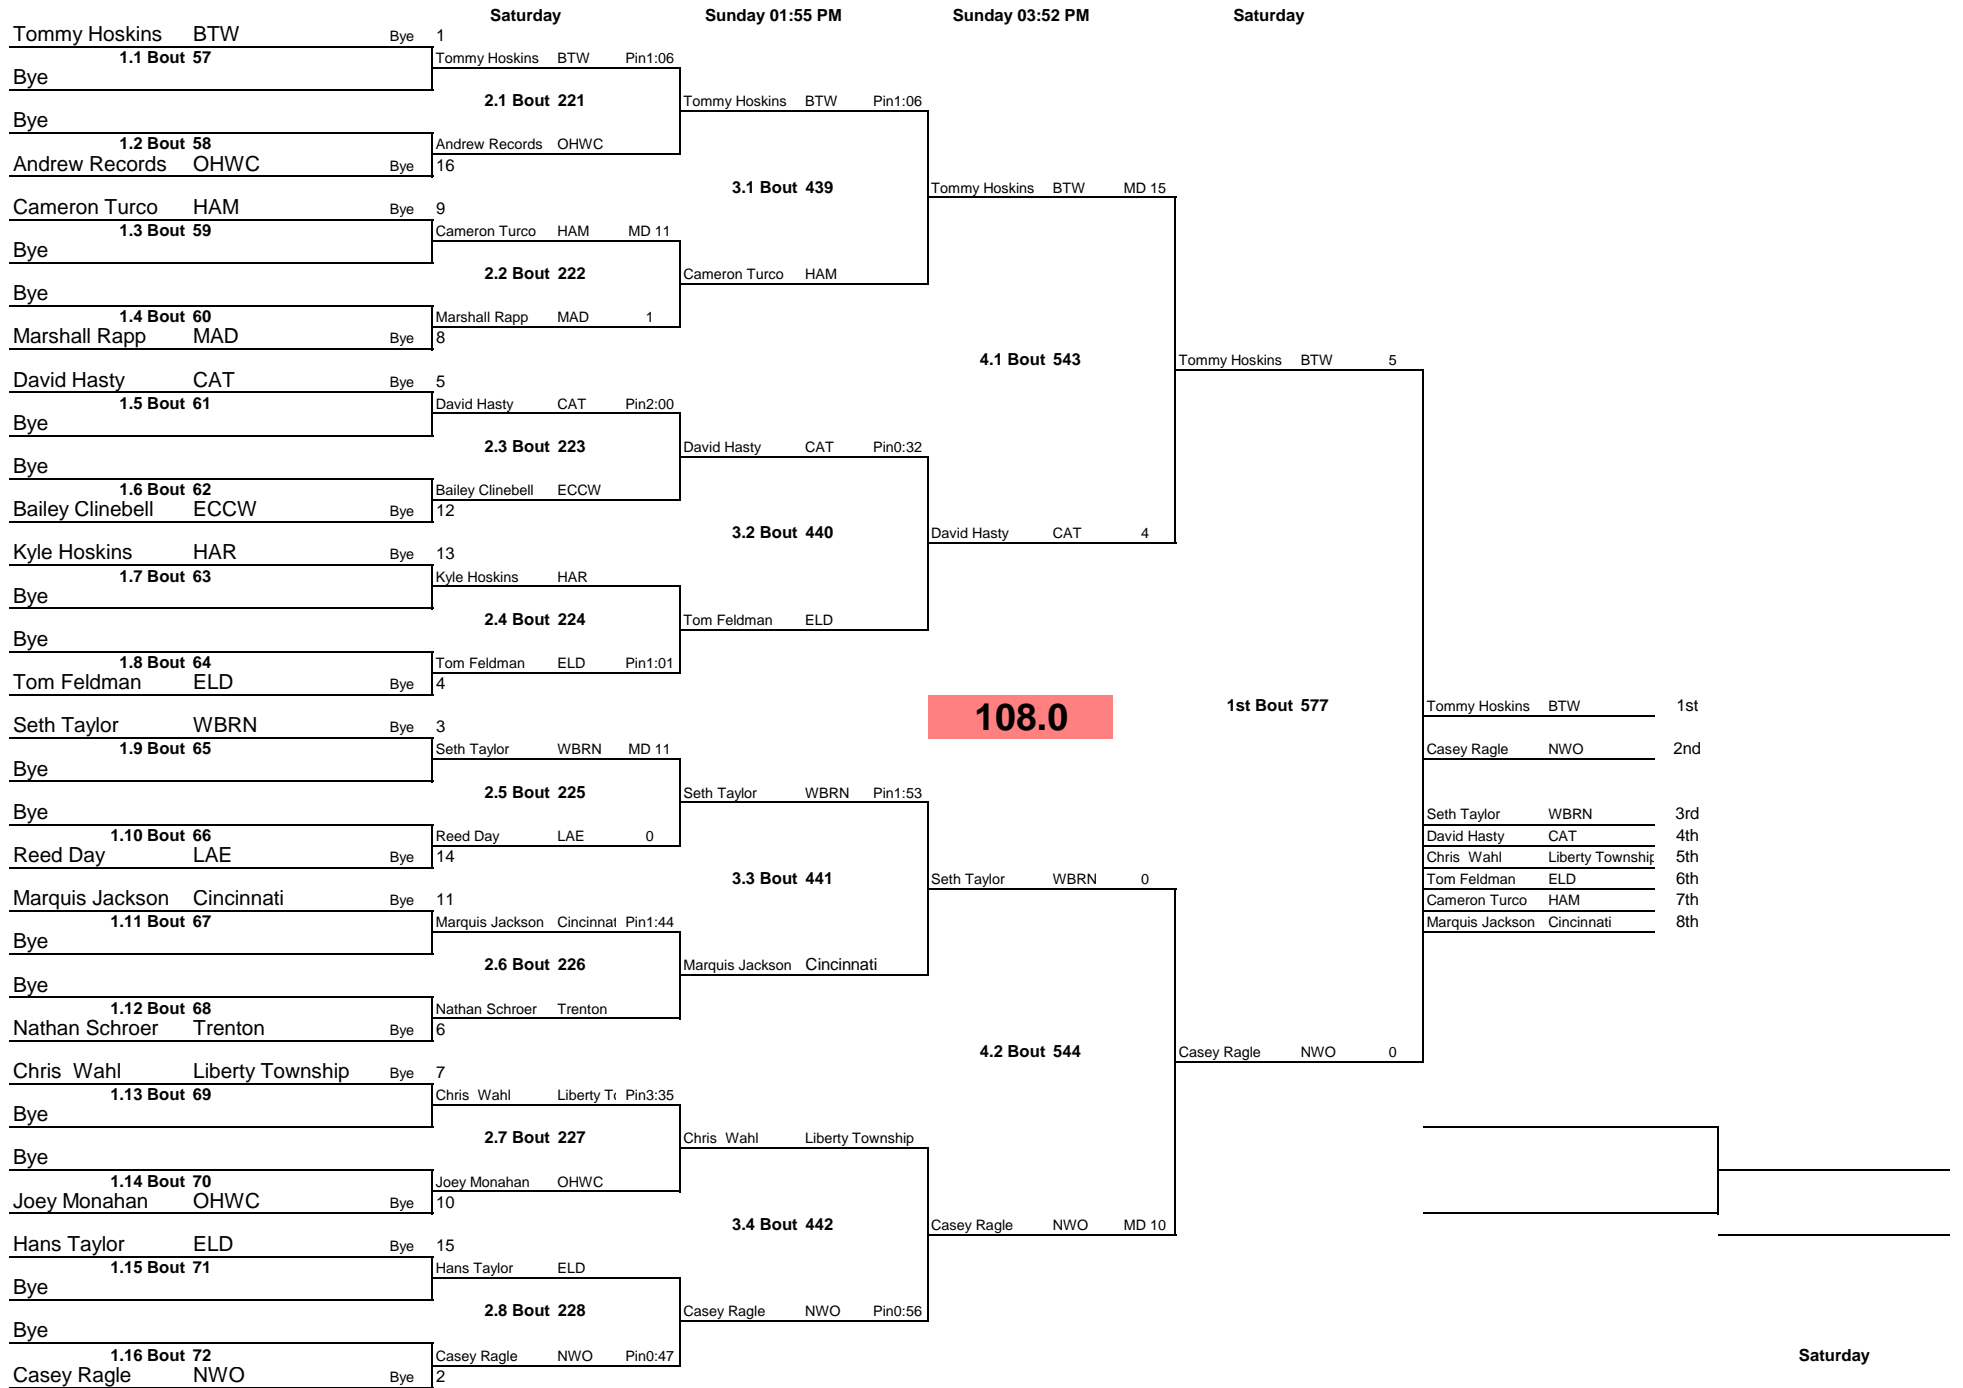 Saturday Sunday 01:55 PM Sunday 03:52 PM Saturday
Tommy Hoskins BTW Bye 1
1.1 Bout 57 Tommy Hoskins BTW Pin1:06
Bye
2.1 Bout 221 Tommy Hoskins BTW Pin1:06
Bye
1.2 Bout 58 Andrew Records OHWC
Andrew Records OHWC Bye 16
3.1 Bout 439 Tommy Hoskins BTW MD 15
Cameron Turco HAM Bye 9
1.3 Bout 59 Cameron Turco HAM MD 11
Bye
2.2 Bout 222 Cameron Turco HAM
Bye
1.4 Bout 60 Marshall Rapp MAD 1
Marshall Rapp MAD Bye 8
4.1 Bout 543 Tommy Hoskins BTW 5
David Hasty CAT Bye 5
1.5 Bout 61 David Hasty CAT Pin2:00
Bye
2.3 Bout 223 David Hasty CAT Pin0:32
Bye
1.6 Bout 62 Bailey Clinebell ECCW
Bailey Clinebell ECCW Bye 12
3.2 Bout 440 David Hasty CAT 4
Kyle Hoskins HAR Bye 13
1.7 Bout 63 Kyle Hoskins HAR
Bye
2.4 Bout 224 Tom Feldman ELD
Bye
1.8 Bout 64 Tom Feldman ELD Pin1:01
Tom Feldman ELD Bye 4
108.0 1st Bout 577 Tommy Hoskins BTW 1st
Seth Taylor WBRN Bye 3
1.9 Bout 65 Seth Taylor WBRN MD 11 Casey Ragle NWO 2nd
Bye
2.5 Bout 225 Seth Taylor WBRN Pin1:53
Bye Seth Taylor WBRN 3rd
1.10 Bout 66 Reed Day LAE 0 David Hasty CAT 4th
Reed Day LAE Bye 14 Chris Wahl Liberty Township 5th
3.3 Bout 441 Seth Taylor WBRN 0 Tom Feldman ELD 6th
Marquis Jackson Cincinnati Bye 11 Cameron Turco HAM 7th
1.11 Bout 67 Marquis Jackson Cincinnat Pin1:44 Marquis Jackson Cincinnati 8th
Bye
2.6 Bout 226 Marquis Jackson Cincinnati
Bye
1.12 Bout 68 Nathan Schroer Trenton
Nathan Schroer Trenton Bye 6
4.2 Bout 544 Casey Ragle NWO 0
Chris Wahl Liberty Township Bye 7
1.13 Bout 69 Chris Wahl Liberty To Pin3:35
Bye
2.7 Bout 227 Chris Wahl Liberty Township
Bye
1.14 Bout 70 Joey Monahan OHWC
Joey Monahan OHWC Bye 10
3.4 Bout 442 Casey Ragle NWO MD 10
Hans Taylor ELD Bye 15
1.15 Bout 71 Hans Taylor ELD
Bye
2.8 Bout 228 Casey Ragle NWO Pin0:56
Bye
1.16 Bout 72 Casey Ragle NWO Pin0:47 Saturday
Casey Ragle NWO Bye 2